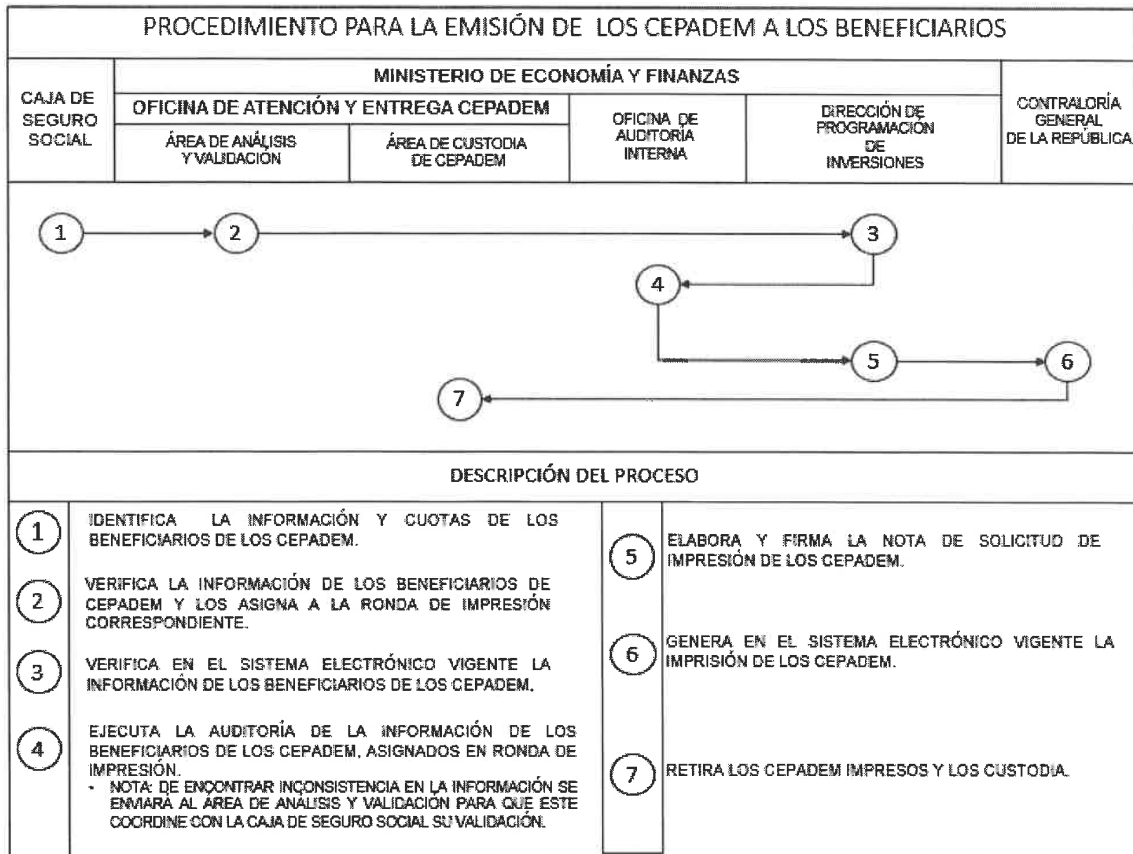 PROCEDIMIENTO PARA LA EMISIÓN DE LOS CEPADEM A LOS BENEFICIARIOS
CAJA DE
SEGURO
SOCIAL
MINISTERIO DE ECONOMÍA Y FINANZAS
OFICINA DE ATENCIÓN Y ENTREGA CEPADEM
ÁREA DE ANÁLISIS
Y VALIDACIÓN
ÁREA DE CUSTODIA
DE CEPADEM
OFICINA DE
AUDITORÍA
INTERNA
DIRECCIÓN DE
PROGRAMACION
DE
INVERSIONES
CONTRALORÍA
GENERAL
DE LA REPÚBLICA
1
2
3
4
5
6
7
DESCRIPCIÓN DEL PROCESO
1
IDENTIFICA LA INFORMACIÓN Y CUOTAS DE LOS
BENEFICIARIOS DE LOS CEPADEM.
2
VERIFICA LA INFORMACIÓN DE LOS BENEFICIARIOS DE
CEPADEM Y LOS ASIGNA A LA RONDA DE IMPRESIÓN
CORRESPONDIENTE.
3
VERIFICA EN EL SISTEMA ELECTRÓNICO VIGENTE LA
INFORMACIÓN DE LOS BENEFICIARIOS DE LOS CEPADEM.
4
EJECUTA LA AUDITORÍA DE LA INFORMACIÓN DE LOS
BENEFICIARIOS DE LOS CEPADEM, ASIGNADOS EN RONDA DE
IMPRESIÓN.
- NOTA: DE ENCONTRAR INCONSISTENCIA EN LA INFORMACIÓN SE
ENVIARÁ AL ÁREA DE ANALISIS Y VALIDACIÓN PARA QUE ESTE
COORDINE CON LA CAJA DE SEGURO SOCIAL SU VALIDACIÓN.
5
ELABORA Y FIRMA LA NOTA DE SOLICITUD DE
IMPRESIÓN DE LOS CEPADEM.
6
GENERA EN EL SISTEMA ELECTRÓNICO VIGENTE LA
IMPRISIÓN DE LOS CEPADEM.
7
RETIRA LOS CEPADEM IMPRESOS Y LOS CUSTODIA.